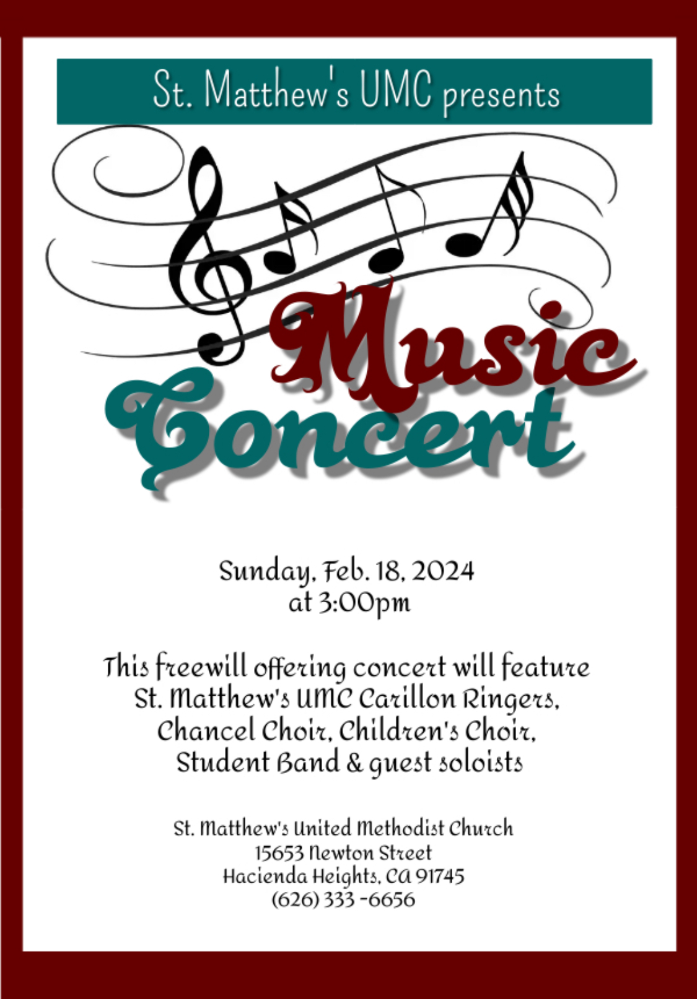 St. Matthew's UMC presents
Music
Concert
Sunday, Feb. 18, 2024
at 3:00pm
This freewill offering concert will feature
St. Matthew's UMC Carillon Ringers,
Chancel Choir, Children's Choir,
Student Band & guest soloists
St. Matthew's United Methodist Church
15653 Newton Street
Hacienda Heights, CA 91745
(626) 333 -6656